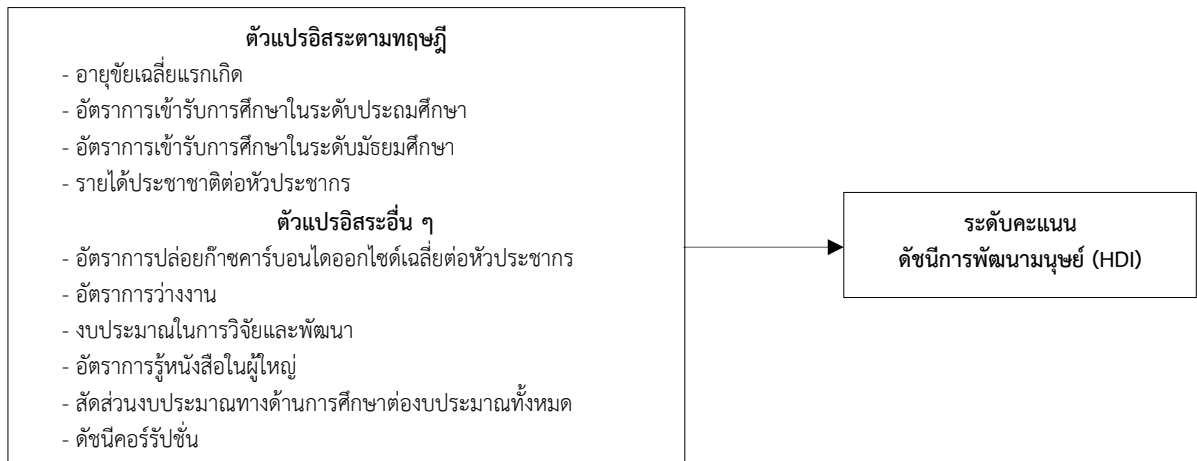 ตัวแปรอิสระตามทฤษฎี
- อายุขัยเฉลี่ยแรกเกิด
- อัตราการเข้ารับการศึกษาในระดับประถมศึกษา
- อัตราการเข้ารับการศึกษาในระดับมัธยมศึกษา
- รายได้ประชาชาติต่อหัวประชากร
ตัวแปรอิสระอื่น ๆ
- อัตราการปล่อยก๊าซคาร์บอนไดออกไซด์เฉลี่ยต่อหัวประชากร
- อัตราการว่างงาน
- งบประมาณในการวิจัยและพัฒนา
- อัตราการรู้หนังสือในผู้ใหญ่
- สัดส่วนงบประมาณทางด้านการศึกษาต่องบประมาณทั้งหมด
- ดัชนีคอร์รัปชั่น
ระดับคะแนน
ดัชนีการพัฒนามนุษย์ (HDI)